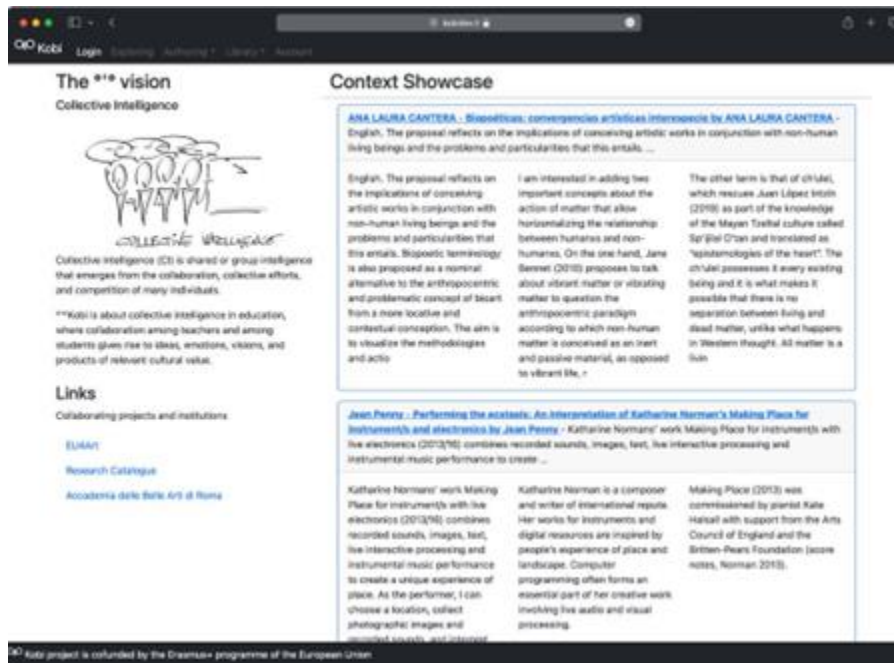 Kobi Login Exploring Authoring Library Account
The °'° vision
Collective Intelligence
COLLECTIVE INTELLIGENCE
Collective Intelligence (CI) is shared or group intelligence
that emerges from the collaboration, collective efforts,
and competition of many individuals.
°'°Kobi is about collective intelligence in education,
where collaboration among teachers and among
students gives rise to ideas, emotions, visions, and
products of relevant cultural value.
Links
Collaborating projects and institutions
EU4Art
Research Catalogue
Accademia delle Belle Arti di Roma
Context Showcase
ANA LAURA CANTERA - Biopoéticas: convergencias artísticas interespecie by ANA LAURA CANTERA -
English. The proposal reflects on the implications of conceiving artistic works in conjunction with non-human
living beings and the problems and particularities that this entails. ...
English. The proposal reflects on
the implications of conceiving
artistic works in conjunction with
non-human living beings and the
problems and particularities that
this entails. Biopoetic terminology
is also proposed as a nominal
alternative to the anthropocentric
and problematic concept of bioart
from a more locative and
contextual conception. The aim is
to visualize the methodologies
and actio
I am interested in adding two
important concepts about the
action of matter that allow
horizontalizing the relationship
between humans and non-
humans. On the one hand, Jane
Bennet (2010) proposes to talk
about vibrant matter or vibrating
matter to question the
anthropocentric paradigm
according to which non-human
matter is conceived as an inert
and passive material, as opposed
to vibrant life, r
The other term is that of ch'ulel,
which rescues Juan López Intzín
(2019) as part of the knowledge
of the Mayan Tzeltal culture called
and translated as
"epistemologies of the heart". The
ch'ulel possesses it every existing
being and it is what makes it
possible that there is no
separation between living and
dead matter, unlike what happens
in Western thought. All matter is a
livin
Jean Penny - Performing the ecstasis: An interpretation of Katharine Norman's Making Place for
instrument/s and electronics by Jean Penny - Katharine Normans' work Making Place for instrument/s with
live electronics (2013/16) combines recorded sounds, images, text, live interactive processing and
instrumental music performance to create ...
Katharine Normans' work Making
Place for instrument/s with live
electronics (2013/16) combines
recorded sounds, images, text,
live interactive processing and
instrumental music performance
to create a unique experience of
place. As the performer, I can
choose a location, collect
photographic images and
recorded sounds, and interpret
Katharine Norman is a composer
and writer of international repute.
Her works for instruments and
digital resources are inspired by
people's experience of place and
landscape. Computer
programming often forms an
essential part of her creative work
involving live audio and visual
processing.
Making Place (2013) was
commissioned by pianist Kate
Halsall with support from the Arts
Council of England and the
Britten-Pears Foundation (score
notes, Norman 2013).
Kobi project is cofunded by the Erasmus+ programme of the European Union